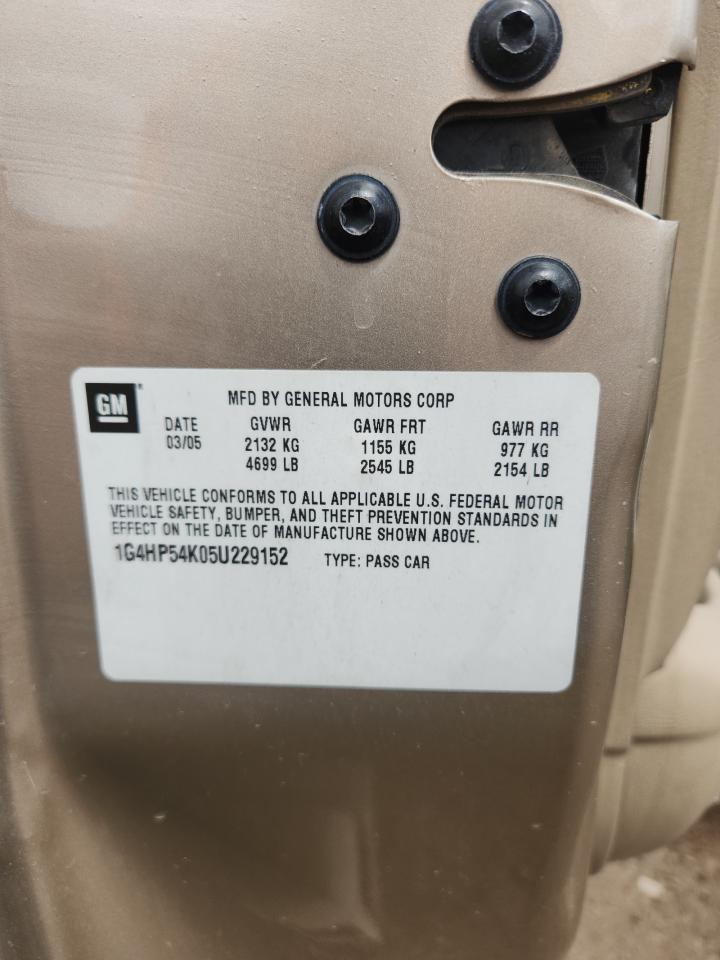 GM
MFD BY GENERAL MOTORS CORP
DATE GVWR GAWR FRT GAWR RR
03/05 2132 KG 1155 KG 977 KG
4699 LB 2545 LB 2154 LB
THIS VEHICLE CONFORMS TO ALL APPLICABLE U.S. FEDERAL MOTOR
VEHICLE SAFETY, BUMPER, AND THEFT PREVENTION STANDARDS IN
EFFECT ON THE DATE OF MANUFACTURE SHOWN ABOVE.
1G4HP54K05U229152 TYPE: PASS CAR